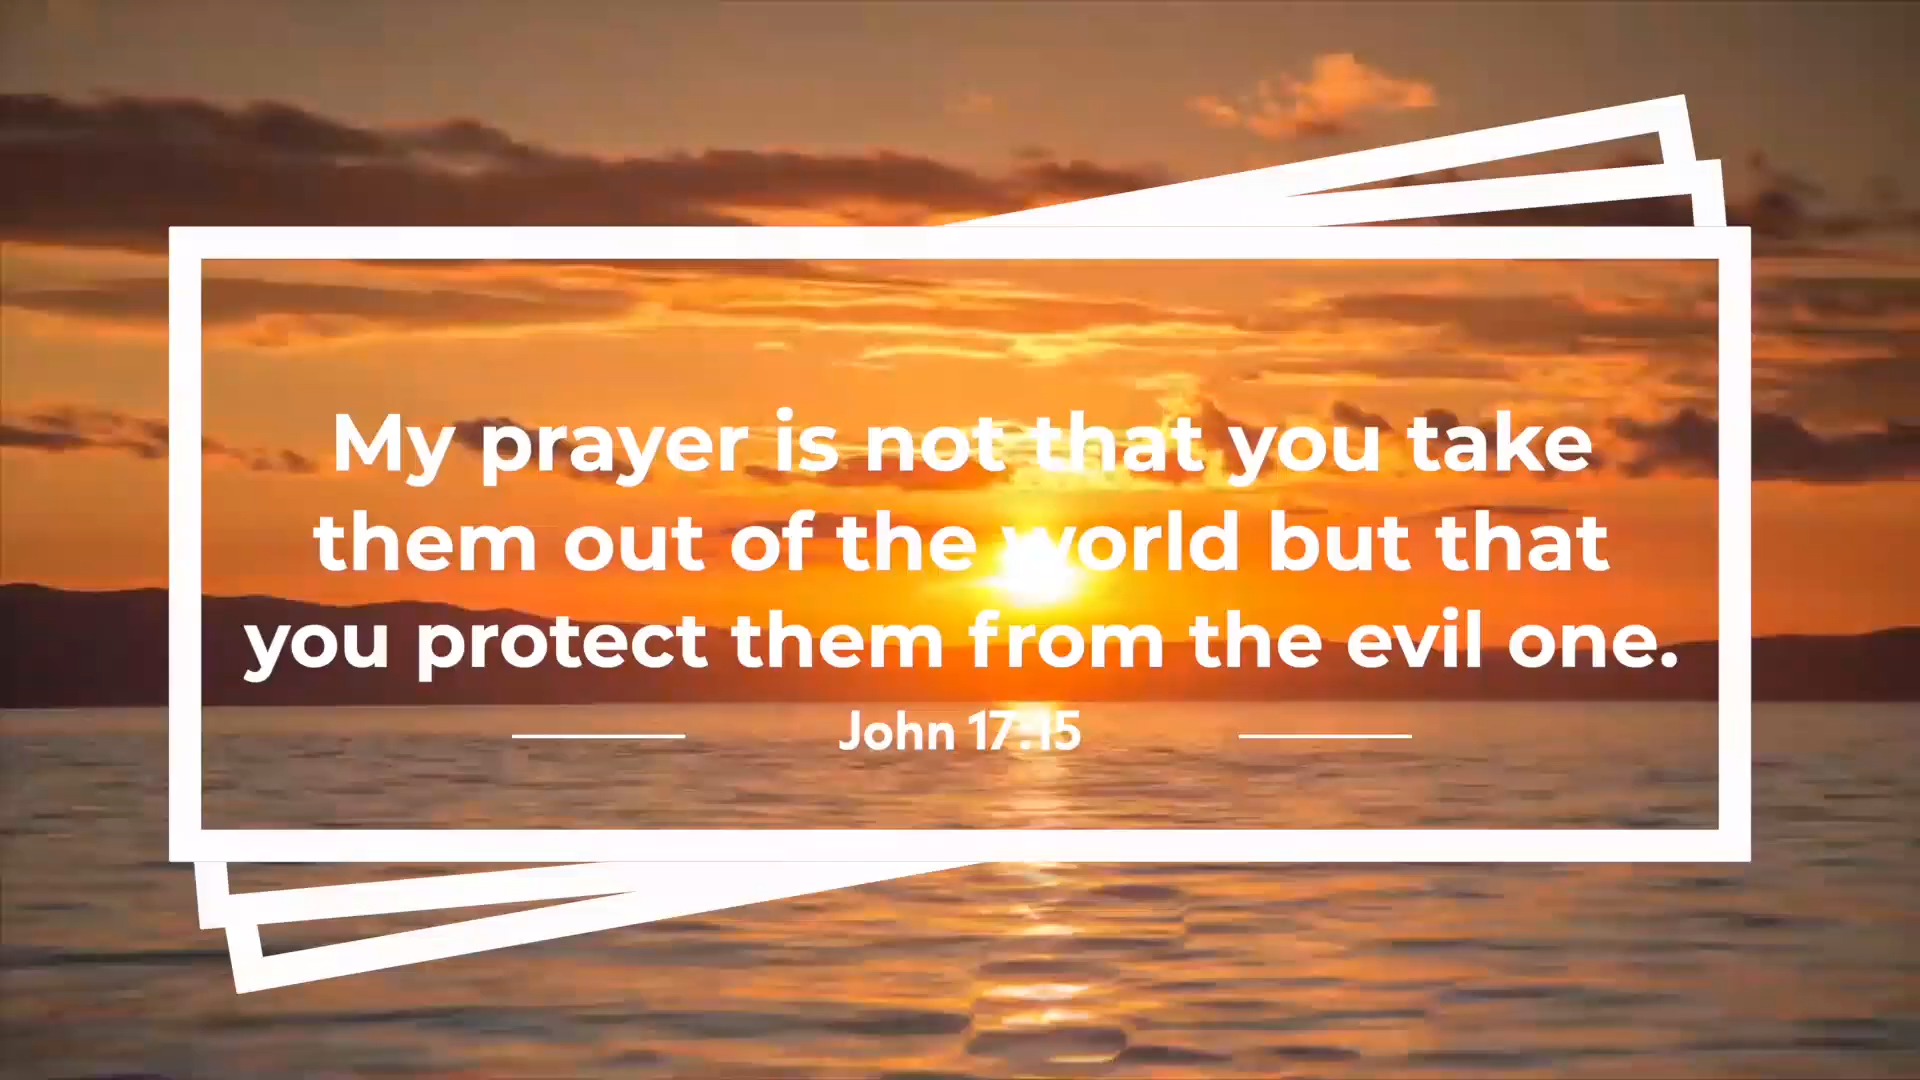 My prayer is not that you take
them out of the world but that
you protect them from the evil one.
John 17:15